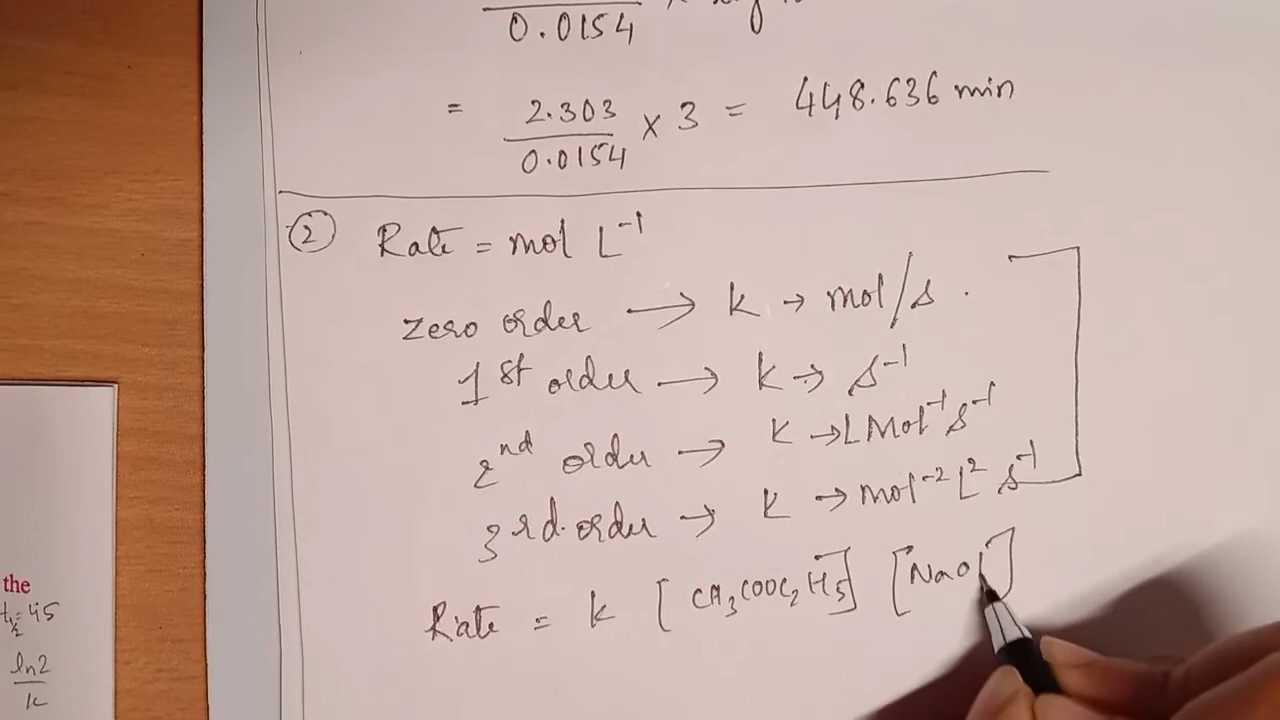 0.0154 ×
= 2.303 / 0.0154 × 3 = 448.636 min
② Rate = mol L⁻¹
zero order → k → mol/s .
1st order → k → s⁻¹
2nd order → k → L Mol⁻¹ s⁻¹
3rd order → k → mol⁻² L² s⁻¹
Rate = k [CH₃COOC₂H₅] [NaO]
the
t½ = 45
ln2
k